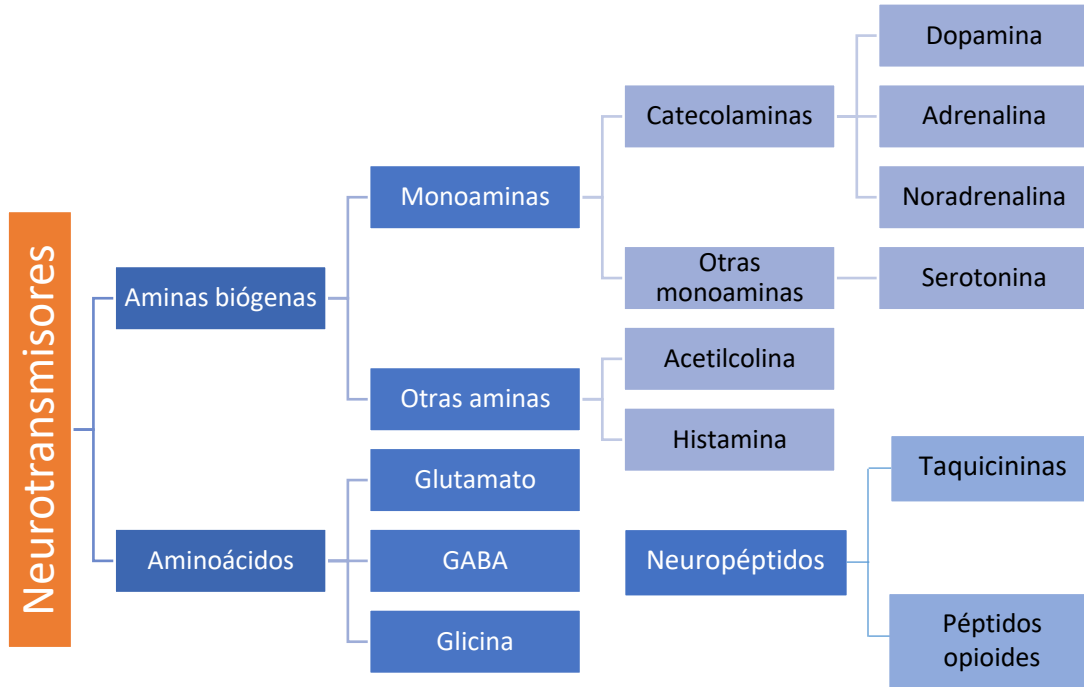 Neurotransmisores
Aminas biógenas
Monoaminas
Catecolaminas
Dopamina
Adrenalina
Noradrenalina
Otras
monoaminas
Serotonina
Otras aminas
Acetilcolina
Histamina
Aminoácidos
Glutamato
GABA
Glicina
Neuropéptidos
Taquicininas
Péptidos
opioides